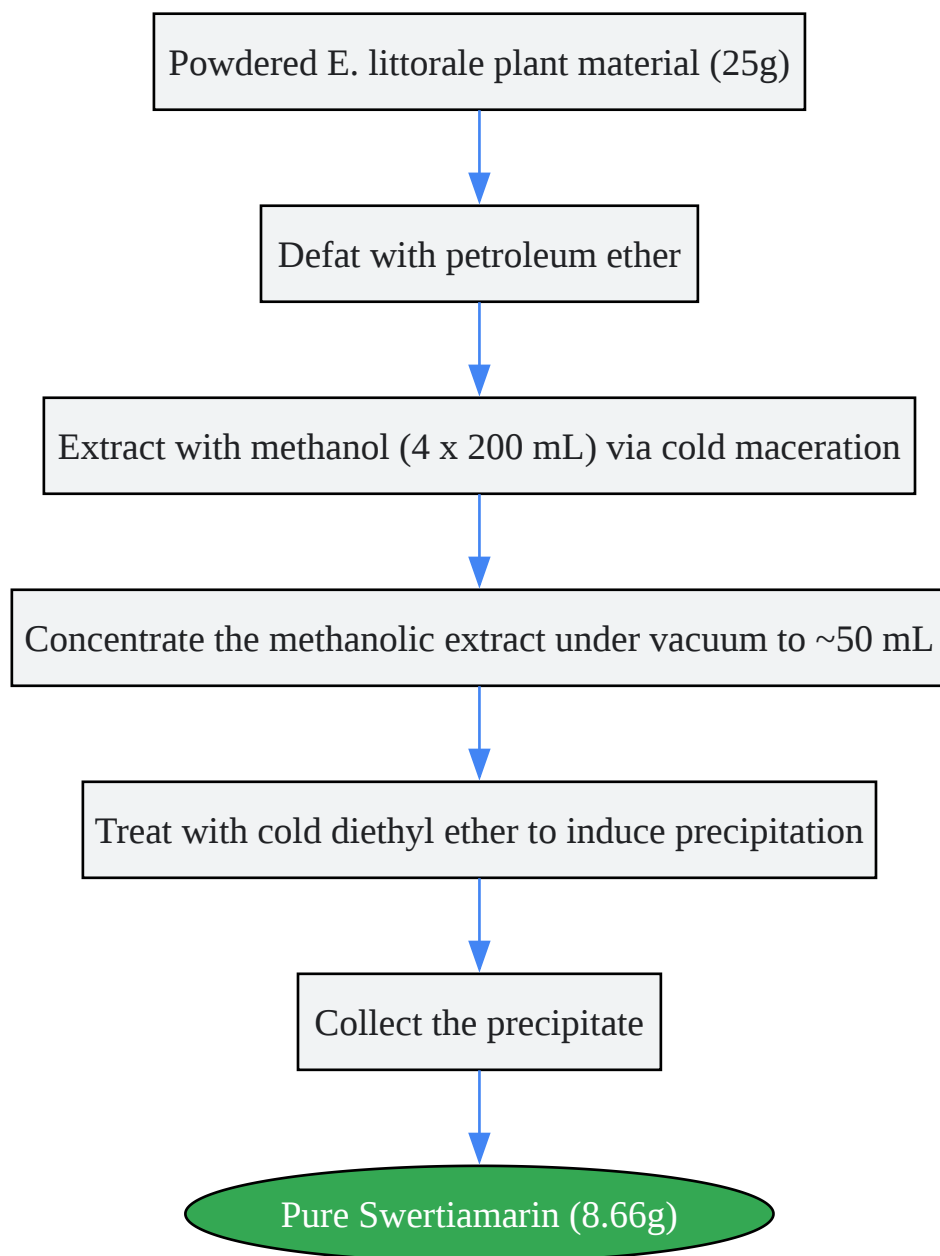 Powdered E. littorale plant material (25g)
Defat with petroleum ether
Extract with methanol (4 x 200 mL) via cold maceration
Concentrate the methanolic extract under vacuum to ~50 mL
Treat with cold diethyl ether to induce precipitation
Collect the precipitate
Pure Swertiamarin (8.66g)